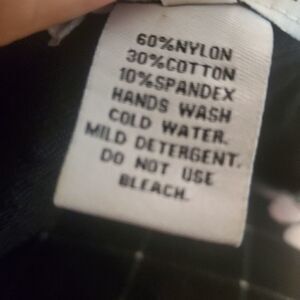 60%NYLON
30%COTTON
10%SPANDEX
HANDS WASH
COLD WATER.
MILD DETERGENT.
DO NOT USE
BLEACH.